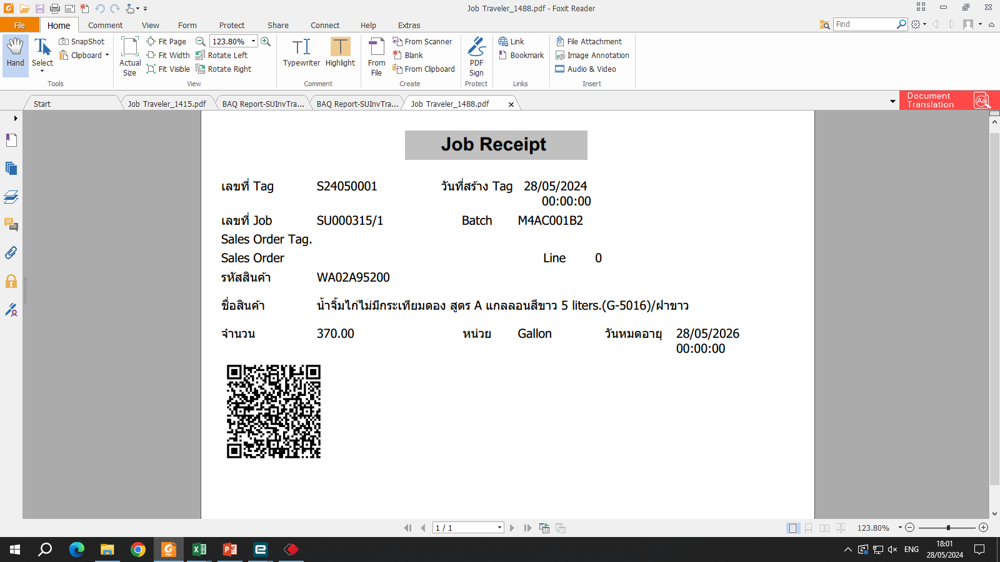 Job Traveler_1488.pdf - Foxit Reader
File Home Comment View Form Protect Share Connect Help Extras Find
Hand Select SnapShot Clipboard Actual Size Fit Page Fit Width Fit Visible 123.80% Rotate Left Rotate Right Typewriter Highlight From File From Scanner Blank From Clipboard PDF Sign Link Bookmark File Attachment Image Annotation Audio & Video
Tools View Comment Create Protect Links Insert
Start Job Traveler_1415.pdf BAQ Report-SUInvTra... BAQ Report-SUInvTra... Job Traveler_1488.pdf Document Translation Aa
Job Receipt
เลขที่ Tag S24050001 วันที่สร้าง Tag 28/05/2024
00:00:00
เลขที่ Job SU000315/1 Batch M4AC001B2
Sales Order Tag.
Sales Order Line 0
รหัสสินค้า WA02A95200
ชื่อสินค้า น้ำจิ้มไก่ไม่มีกระเทียมดอง สูตร A แกลลอนสีขาว 5 liters.(G-5016)/ฝาขาว
จำนวน 370.00 หน่วย Gallon วันหมดอายุ 28/05/2026
00:00:00
1 / 1 123.80%
ENG 18:01
28/05/2024